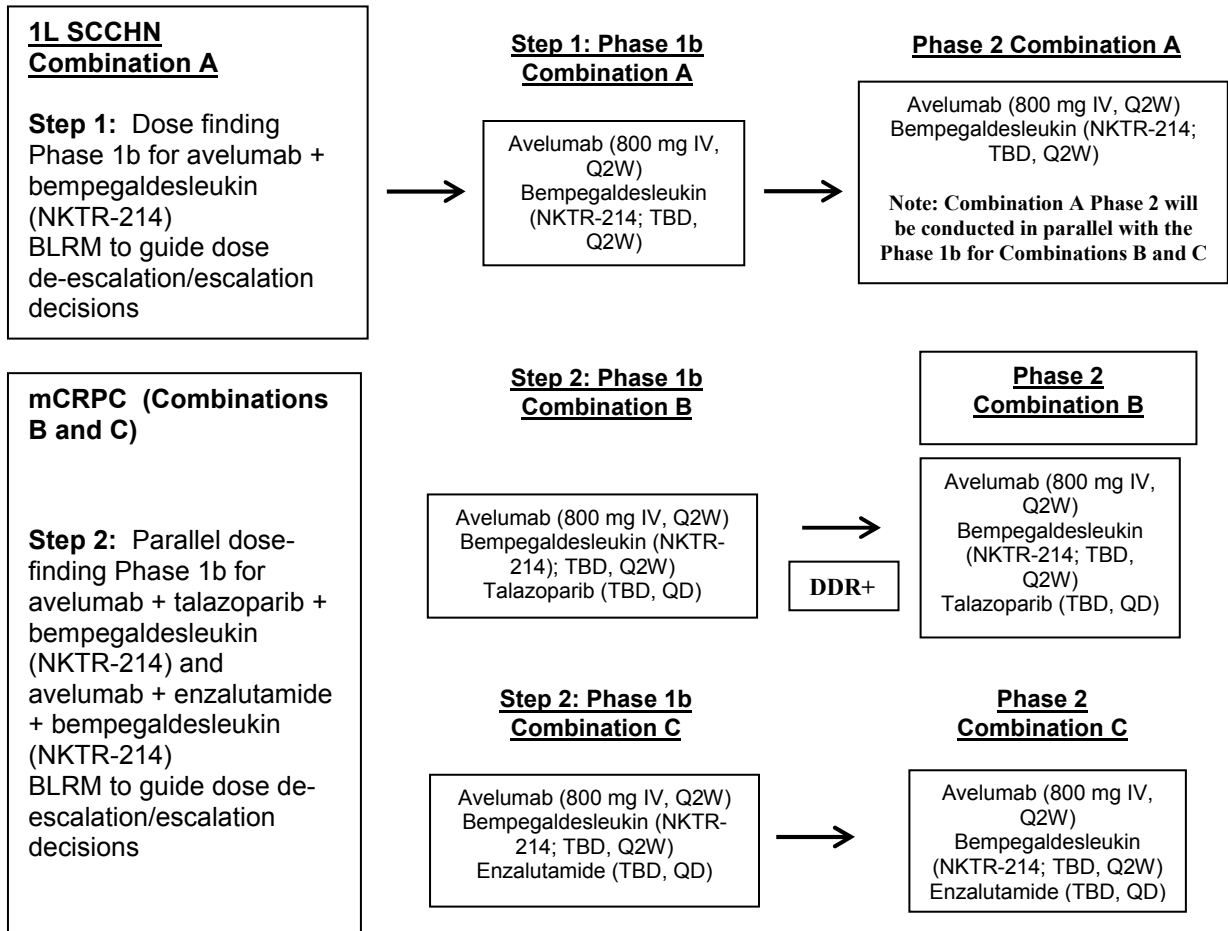 1L SCCHN
Combination A
Step 1: Dose finding
Phase 1b for avelumab +
bempegaldesleukin
(NKTR-214)
BLRM to guide dose
de-escalation/escalation
decisions
Step 1: Phase 1b
Combination A
Avelumab (800 mg IV,
Q2W)
Bempegaldesleukin
(NKTR-214; TBD,
Q2W)
Phase 2 Combination A
Avelumab (800 mg IV, Q2W)
Bempegaldesleukin (NKTR-214;
TBD, Q2W)
Note: Combination A Phase 2 will
be conducted in parallel with the
Phase 1b for Combinations B and C
mCRPC (Combinations
B and C)
Step 2: Parallel dose-
finding Phase 1b for
avelumab + talazoparib +
bempegaldesleukin
(NKTR-214) and
avelumab + enzalutamide
+ bempegaldesleukin
(NKTR-214)
BLRM to guide dose de-
escalation/escalation
decisions
Step 2: Phase 1b
Combination B
Avelumab (800 mg IV, Q2W)
Bempegaldesleukin (NKTR-
214); TBD, Q2W)
Talazoparib (TBD, QD)
DDR+
Phase 2
Combination B
Avelumab (800 mg IV,
Q2W)
Bempegaldesleukin
(NKTR-214; TBD,
Q2W)
Talazoparib (TBD, QD)
Step 2: Phase 1b
Combination C
Avelumab (800 mg IV, Q2W)
Bempegaldesleukin (NKTR-
214; TBD, Q2W)
Enzalutamide (TBD, QD)
Phase 2
Combination C
Avelumab (800 mg IV,
Q2W)
Bempegaldesleukin
(NKTR-214; TBD, Q2W)
Enzalutamide (TBD, QD)